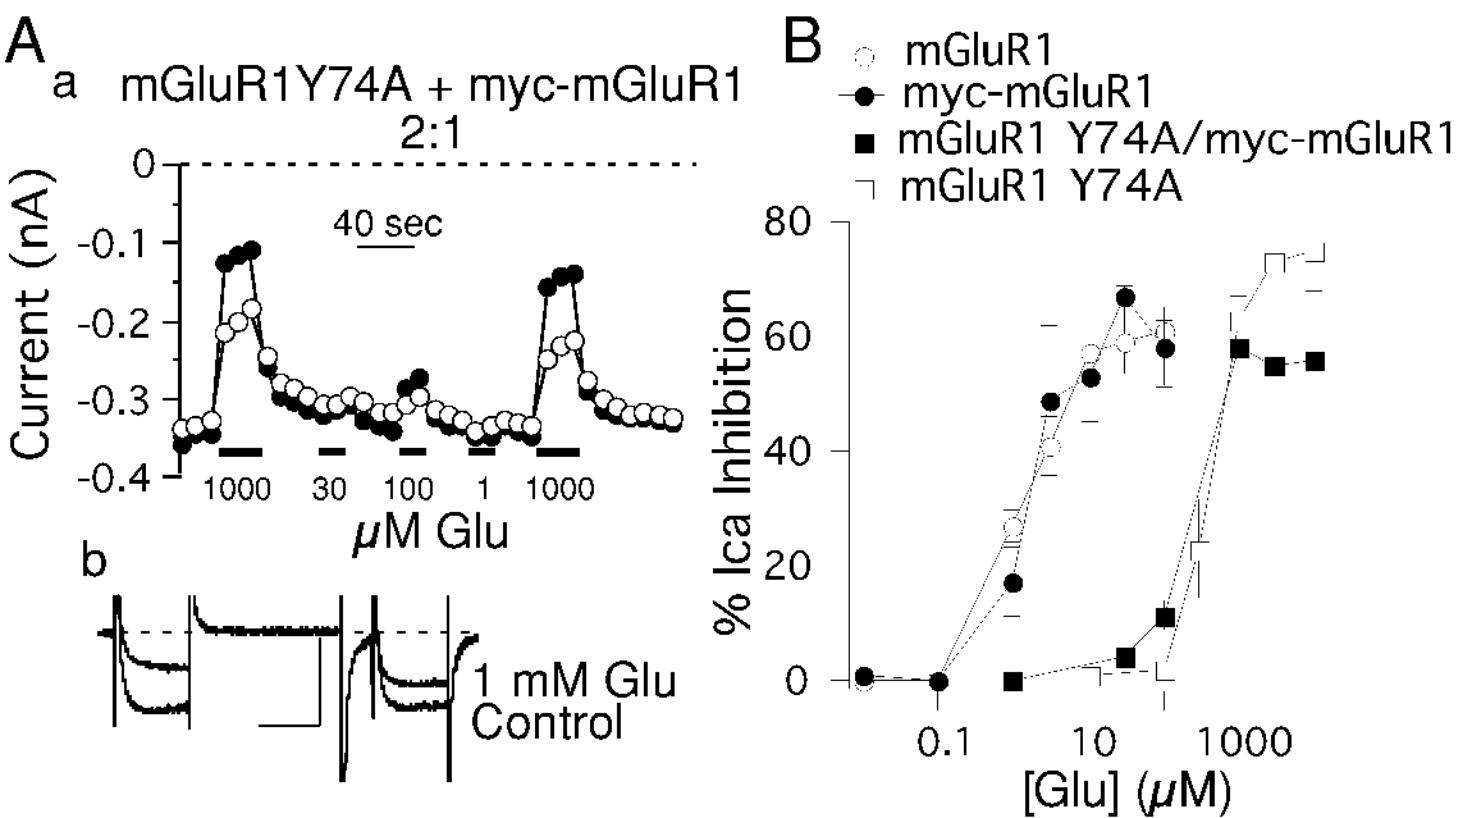 A
a mGluR1Y74A + myc-mGluR1
2:1
0
-0.1
-0.2
-0.3
-0.4
Current (nA)
40 sec
1000 30 100 1 1000
µM Glu
b
1 mM Glu
Control
B
mGluR1
myc-mGluR1
mGluR1 Y74A/myc-mGluR1
mGluR1 Y74A
80
60
40
20
0
% Ica Inhibition
0.1 10 1000
[Glu] (µM)